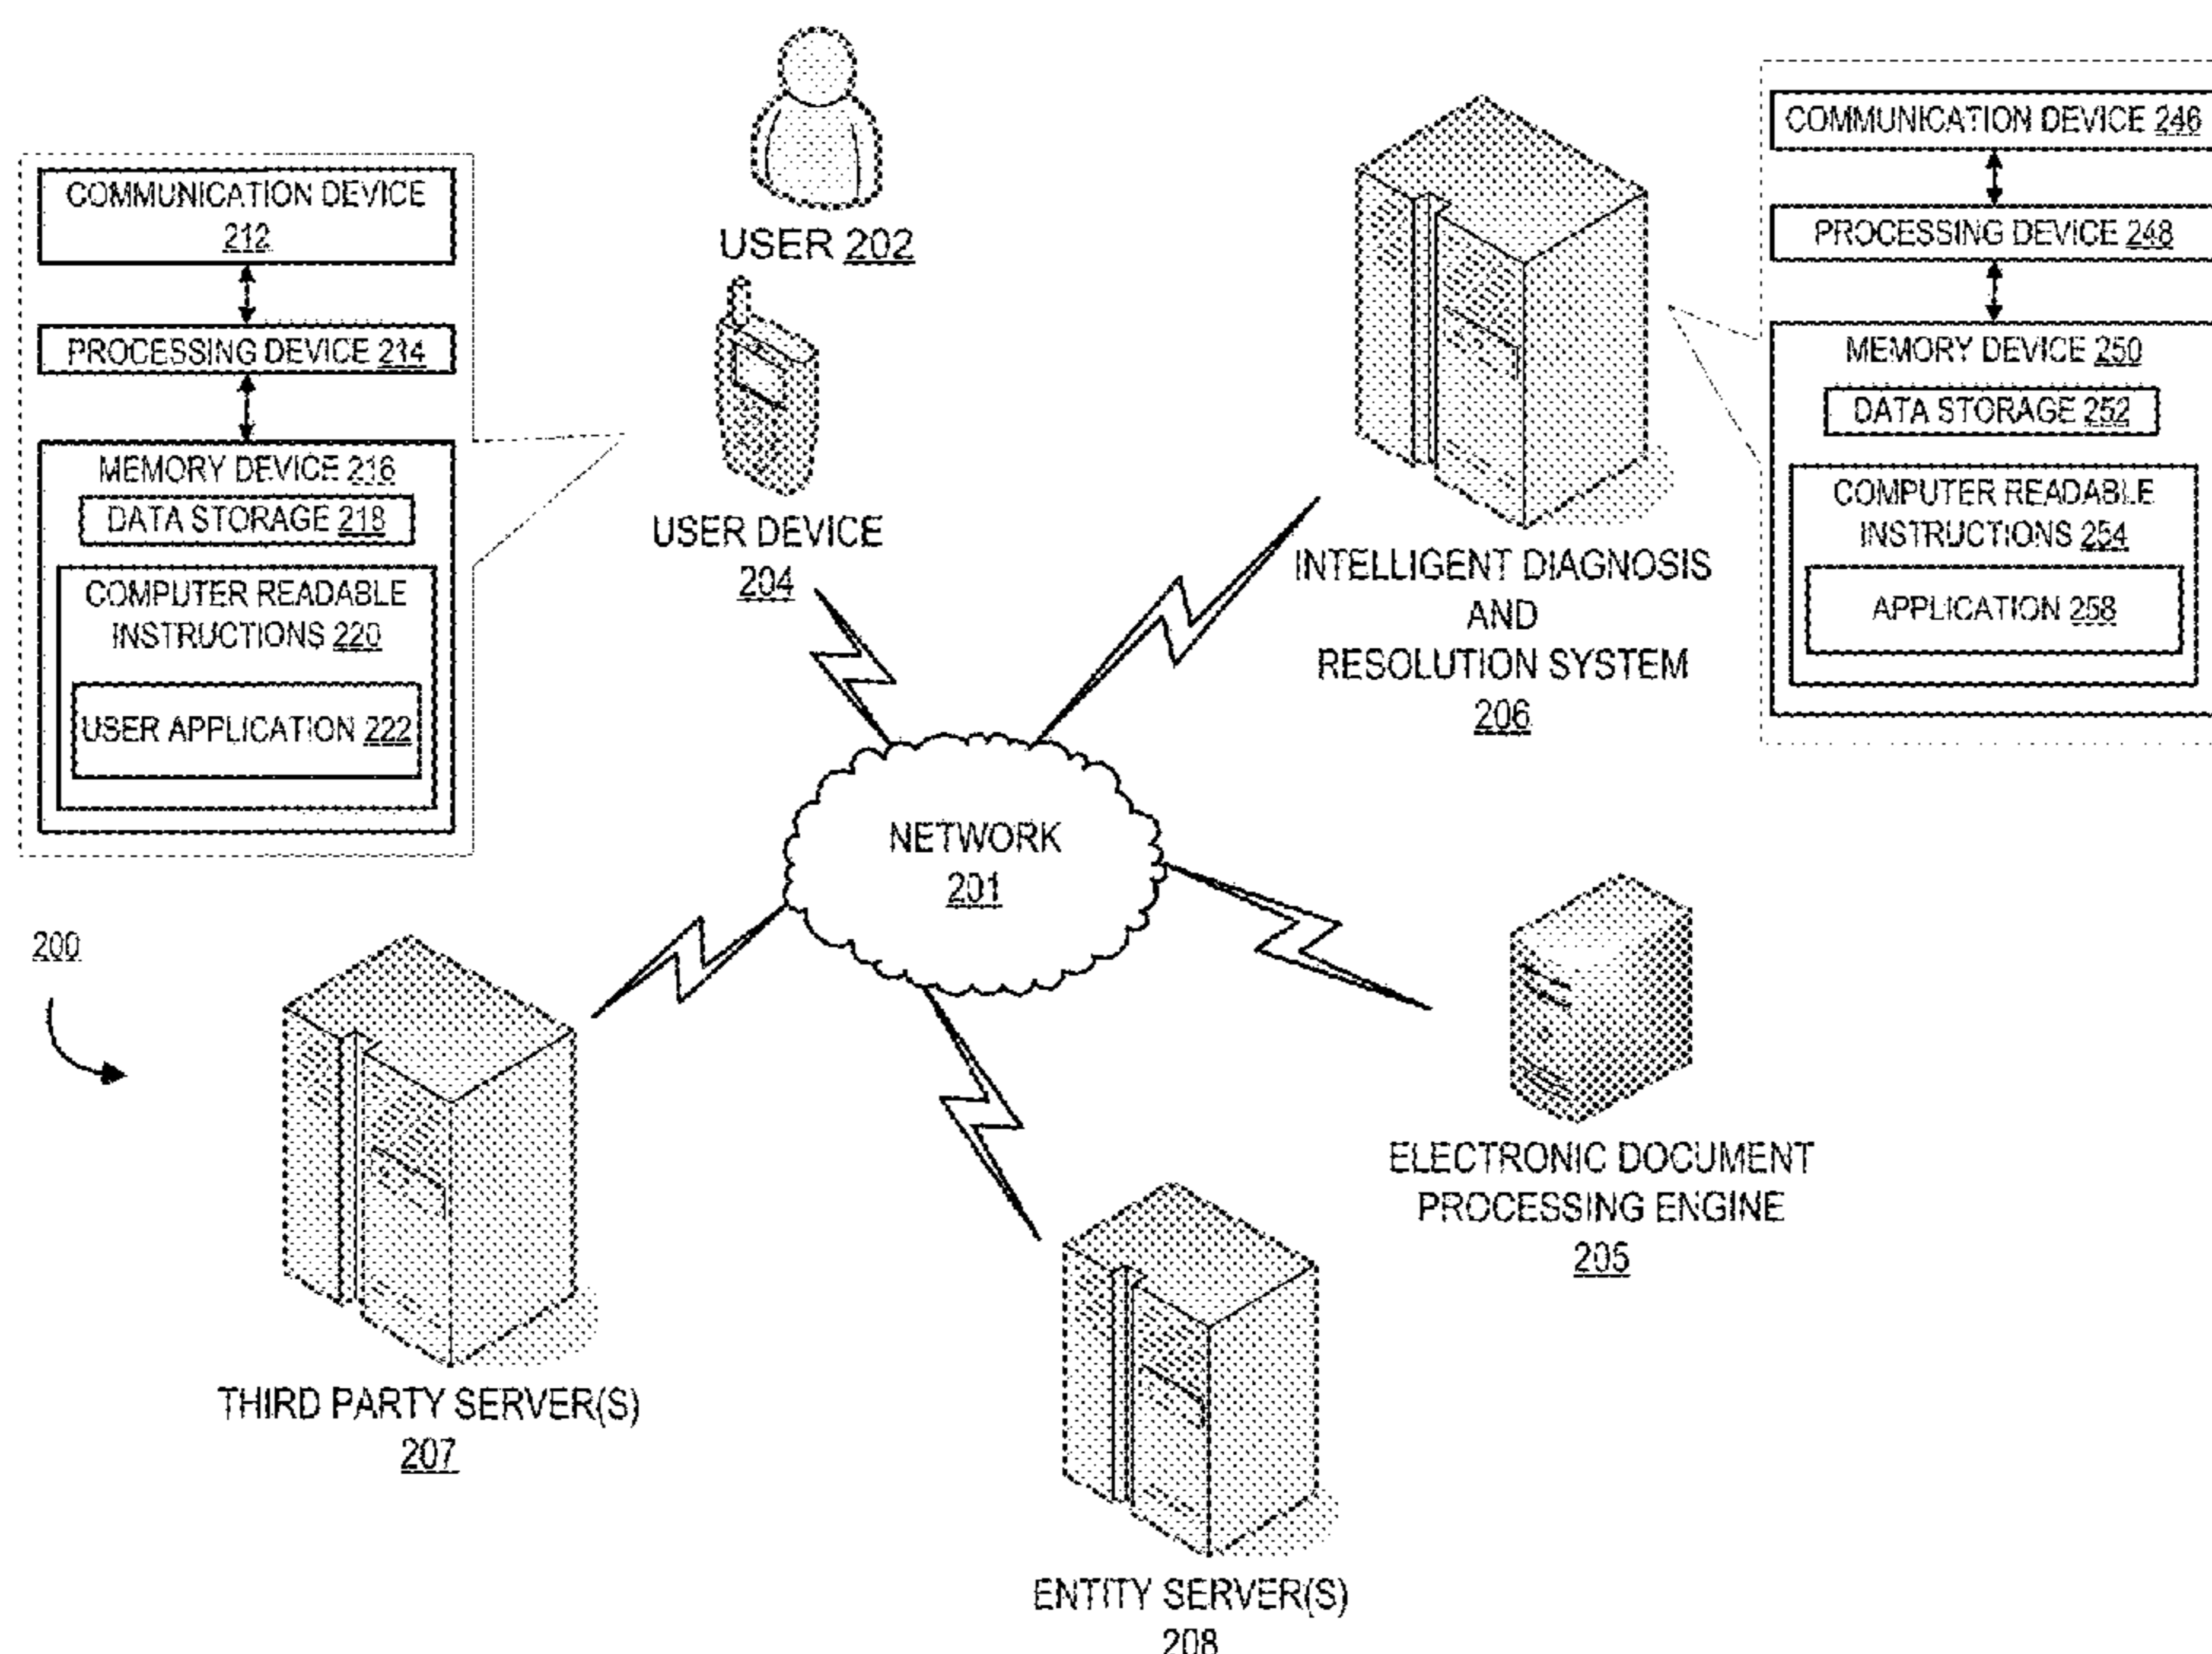 USER 202
COMMUNICATION DEVICE
212
PROCESSING DEVICE 214
MEMORY DEVICE 216
DATA STORAGE 218
COMPUTER READABLE
INSTRUCTIONS 220
USER APPLICATION 222
USER DEVICE
204
INTELLIGENT DIAGNOSIS
AND
RESOLUTION SYSTEM
206
COMMUNICATION DEVICE 246
PROCESSING DEVICE 248
MEMORY DEVICE 250
DATA STORAGE 252
COMPUTER READABLE
INSTRUCTIONS 254
APPLICATION 258
NETWORK
201
200
THIRD PARTY SERVER(S)
207
ELECTRONIC DOCUMENT
PROCESSING ENGINE
205
ENTITY SERVER(S)
208